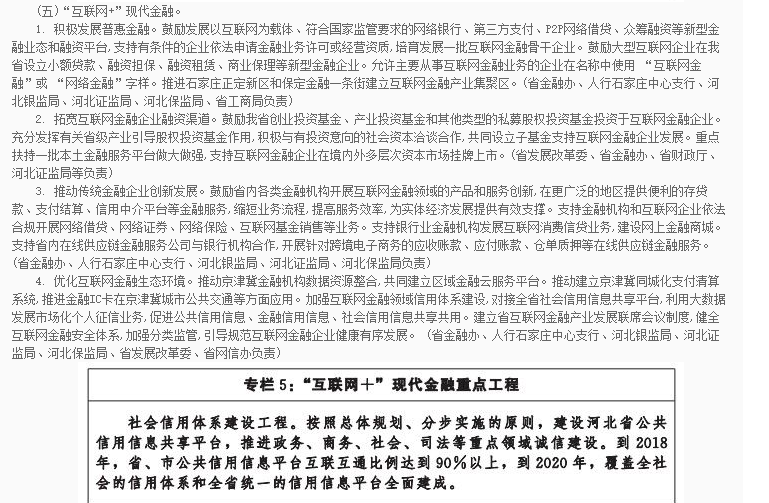 (五)“互联网+”现代金融。
1. 积极发展普惠金融。鼓励发展以互联网为载体、符合国家监管要求的网络银行、第三方支付、P2P网络借贷、众筹融资等新型金
融业态和融资平台,支持有条件的企业依法申请金融业务许可或经营资质,培育发展一批互联网金融骨干企业。鼓励大型互联网企业在我
省设立小额贷款、融资担保、融资租赁、商业保理等新型金融企业。允许主要从事互联网金融业务的企业在名称中使用 “互联网金
融”或 “网络金融”字样。推进石家庄正定新区和保定金融一条街建立互联网金融产业集聚区。(省金融办、人行石家庄中心支行、河
北银监局、河北证监局、河北保监局、省工商局负责)
2. 拓宽互联网金融企业融资渠道。鼓励我省创业投资基金、产业投资基金和其他类型的私募股权投资基金投资于互联网金融企业。
充分发挥有关省级产业引导股权投资基金作用,积极与有投资意向的社会资本洽谈合作,共同设立子基金支持互联网金融企业发展。重点
扶持一批本土金融服务平台做大做强,支持互联网金融企业在境内外多层次资本市场挂牌上市。(省发展改革委、省金融办、省财政厅、
河北证监局等负责)
3. 推动传统金融企业创新发展。鼓励省内各类金融机构开展互联网金融领域的产品和服务创新,在更广泛的地区提供便利的存贷
款、支付结算、信用中介平台等金融服务,缩短业务流程,提高服务效率,为实体经济发展提供有效支撑。支持金融机构和互联网企业依法
合规开展网络借贷、网络证券、网络保险、互联网基金销售等业务。支持银行业金融机构发展互联网消费信贷业务,建设网上金融商城。
支持省内在线供应链金融服务公司与银行机构合作,开展针对跨境电子商务的应收账款、应付账款、仓单质押等在线供应链金融服务。
(省金融办、人行石家庄中心支行、河北银监局、河北证监局、河北保监局负责)
4. 优化互联网金融生态环境。推动京津冀金融机构数据资源整合,共同建立区域金融云服务平台。推动建立京津冀同城化支付清算
系统,推进金融IC卡在京津冀城市公共交通等方面应用。加强互联网金融领域信用体系建设,对接全省社会信用信息共享平台,利用大数据
发展市场化个人征信业务,促进公共信用信息、金融信用信息、社会信用信息共享共用。建立省互联网金融产业发展联席会议制度,健全
互联网金融安全体系,加强分类监管,引导规范互联网金融企业健康有序发展。 (省金融办、人行石家庄中心支行、河北银监局、河北证
监局、河北保监局、省发展改革委、省网信办负责)
专栏5：“互联网＋”现代金融重点工程
社会信用体系建设工程。按照总体规划、分步实施的原则，建设河北省公共
信用信息共享平台，推进政务、商务、社会、司法等重点领域诚信建设。到2018
年，省、市公共信用信息平台互联互通比例达到90%以上，到2020年，覆盖全社
会的信用体系和全省统一的信用信息平台全面建成。